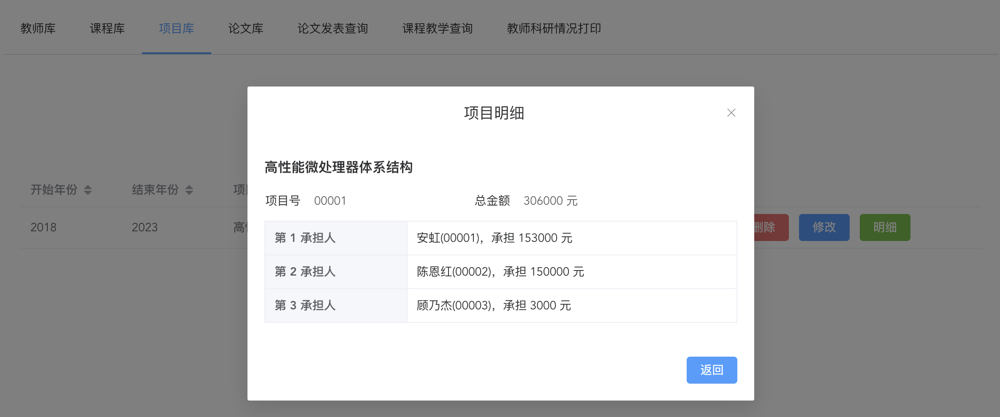 教师库 课程库 项目库 论文库 论文发表查询 课程教学查询 教师科研情况打印
项目明细
高性能微处理器体系结构
开始年份 结束年份 项
项目号 00001 总金额 306000 元
2018 2023 高 删除 修改 明细
第 1 承担人 安虹(00001)，承担 153000 元
第 2 承担人 陈恩红(00002)，承担 150000 元
第 3 承担人 顾乃杰(00003)，承担 3000 元
返回